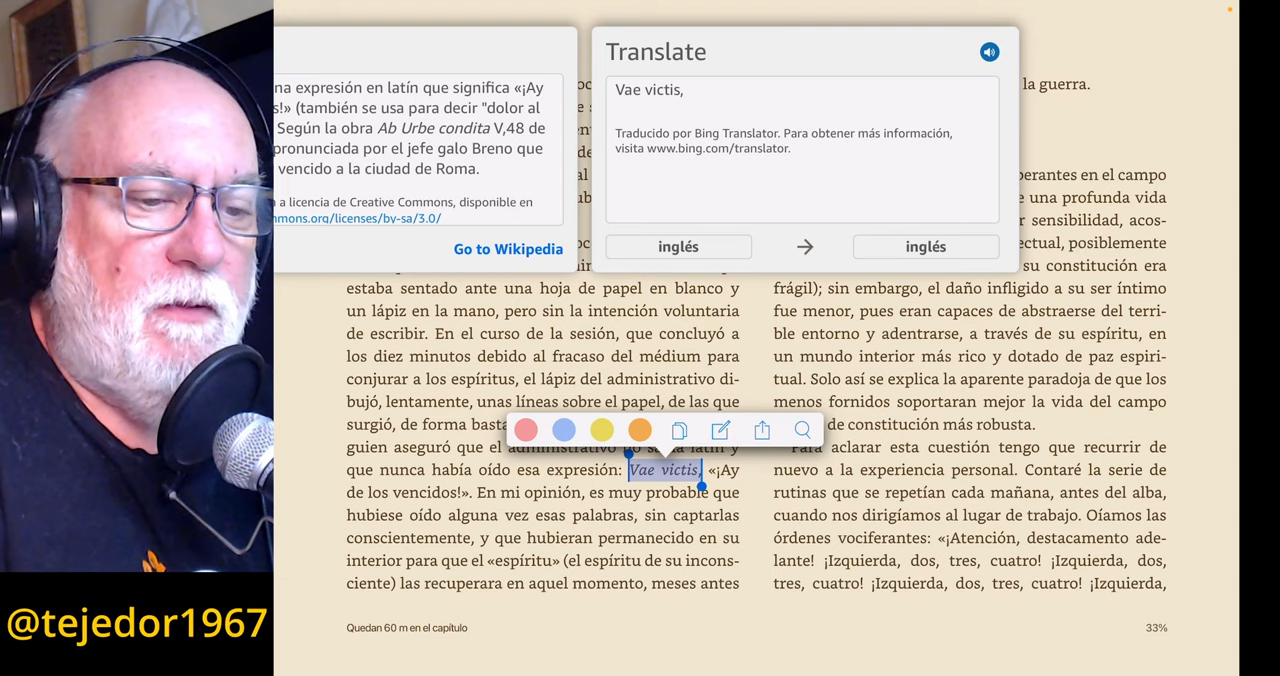 na expresión en latín que significa «¡Ay
s!» (también se usa para decir "dolor al
Según la obra Ab Urbe condita V,48 de
pronunciada por el jefe galo Breno que
vencido a la ciudad de Roma.
a licencia de Creative Commons, disponible en
mmons.org/licenses/by-sa/3.0/
Go to Wikipedia
Translate
Vae victis,
Traducido por Bing Translator. Para obtener más información,
visita www.bing.com/translator.
inglés → inglés
estaba sentado ante una hoja de papel en blanco y
un lápiz en la mano, pero sin la intención voluntaria
de escribir. En el curso de la sesión, que concluyó a
los diez minutos debido al fracaso del médium para
conjurar a los espíritus, el lápiz del administrativo di-
bujó, lentamente, unas líneas sobre el papel, de las que
surgió, de forma basta
guien aseguró que el administrativo no sabía latín y
que nunca había oído esa expresión: Vae victis, «¡Ay
de los vencidos!». En mi opinión, es muy probable que
hubiese oído alguna vez esas palabras, sin captarlas
conscientemente, y que hubieran permanecido en su
interior para que el «espíritu» (el espíritu de su incons-
ciente) las recuperara en aquel momento, meses antes
la guerra.
perantes en el campo
e una profunda vida
r sensibilidad, acos-
ectual, posiblemente
su constitución era
frágil); sin embargo, el daño infligido a su ser íntimo
fue menor, pues eran capaces de abstraerse del terri-
ble entorno y adentrarse, a través de su espíritu, en
un mundo interior más rico y dotado de paz espiri-
tual. Solo así se explica la aparente paradoja de que los
menos fornidos soportaran mejor la vida del campo
de constitución más robusta.
Para aclarar esta cuestión tengo que recurrir de
nuevo a la experiencia personal. Contaré la serie de
rutinas que se repetían cada mañana, antes del alba,
cuando nos dirigíamos al lugar de trabajo. Oíamos las
órdenes vociferantes: «¡Atención, destacamento ade-
lante! ¡Izquierda, dos, tres, cuatro! ¡Izquierda, dos,
tres, cuatro! ¡Izquierda, dos, tres, cuatro! ¡Izquierda,
Quedan 60 m en el capítulo
33%
@tejedor1967